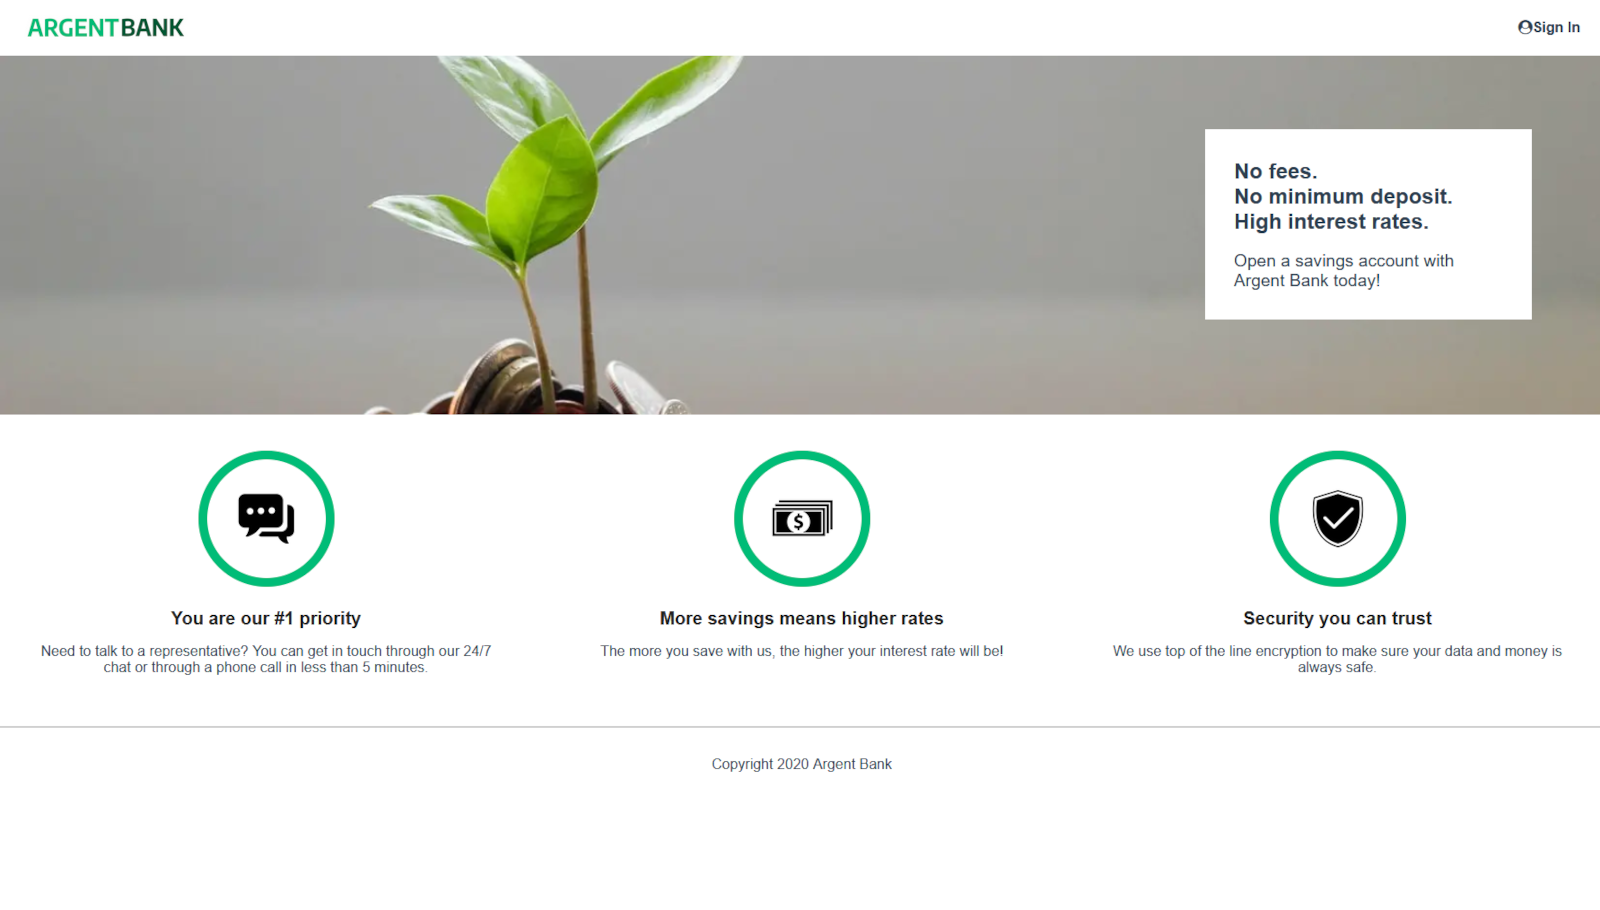 ARGENTBANK
Sign In
No fees.
No minimum deposit.
High interest rates.
Open a savings account with
Argent Bank today!
You are our #1 priority
Need to talk to a representative? You can get in touch through our 24/7
chat or through a phone call in less than 5 minutes.
More savings means higher rates
The more you save with us, the higher your interest rate will be!
Security you can trust
We use top of the line encryption to make sure your data and money is
always safe.
Copyright 2020 Argent Bank